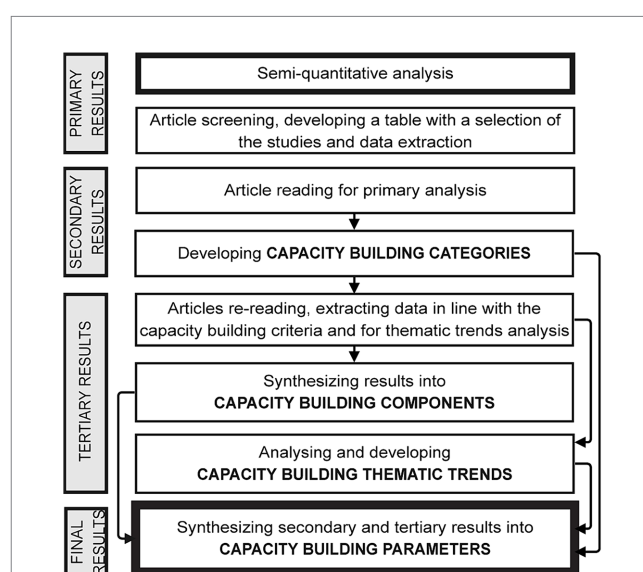 PRIMARY
RESULTS
Semi-quantitative analysis
Article screening, developing a table with a selection of
the studies and data extraction
SECONDARY
RESULTS
Article reading for primary analysis
Developing CAPACITY BUILDING CATEGORIES
TERTIARY RESULTS
Articles re-reading, extracting data in line with the
capacity building criteria and for thematic trends analysis
Synthesizing results into
CAPACITY BUILDING COMPONENTS
Analysing and developing
CAPACITY BUILDING THEMATIC TRENDS
FINAL
RESULTS
Synthesizing secondary and tertiary results into
CAPACITY BUILDING PARAMETERS